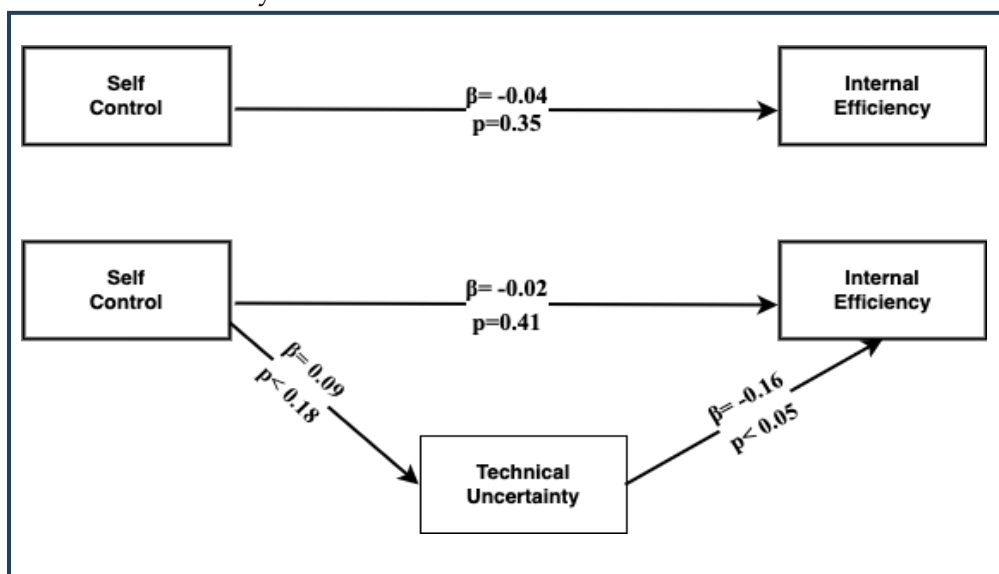 Self
Control
β= -0.04
p=0.35
Internal
Efficiency
Self
Control
β= -0.02
p=0.41
Internal
Efficiency
β= 0.09
p< 0.18
β= -0.16
p< 0.05
Technical
Uncertainty